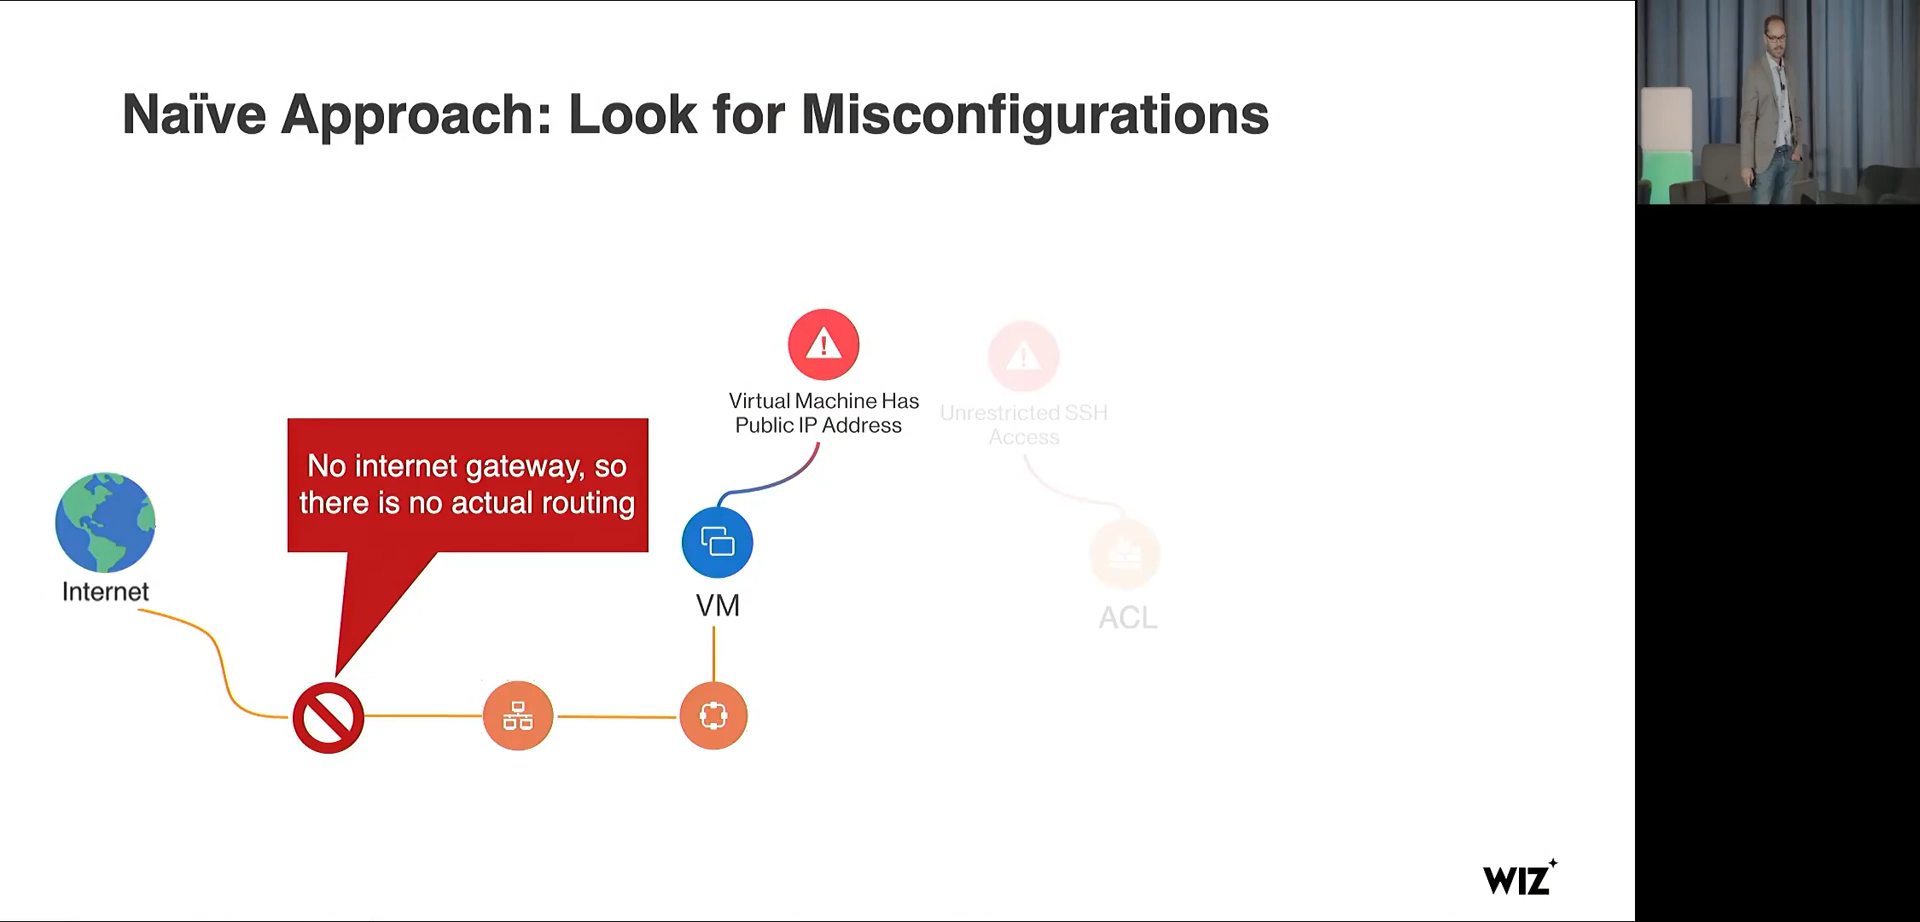 Naïve Approach: Look for Misconfigurations
Virtual Machine Has
Public IP Address
Unrestricted SSH
Access
No internet gateway, so
there is no actual routing
Internet
VM
ACL
WIZ